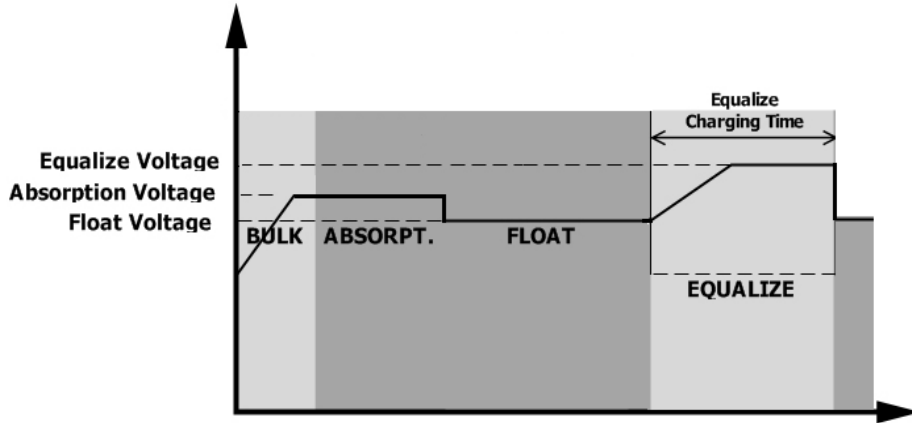 Equalize
Charging Time
Equalize Voltage
Absorption Voltage
Float Voltage
BULK
ABSORPT.
FLOAT
EQUALIZE